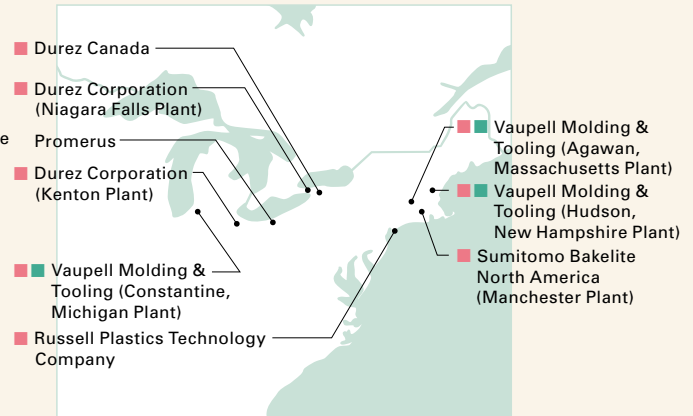 Durez Canada
Durez Corporation
(Niagara Falls Plant)
e
Promerus
Durez Corporation
(Kenton Plant)
Vaupell Molding &
Tooling (Constantine,
Michigan Plant)
Russell Plastics Technology
Company
Vaupell Molding &
Tooling (Agawan,
Massachusetts Plant)
Vaupell Molding &
Tooling (Hudson,
New Hampshire Plant)
Sumitomo Bakelite
North America
(Manchester Plant)